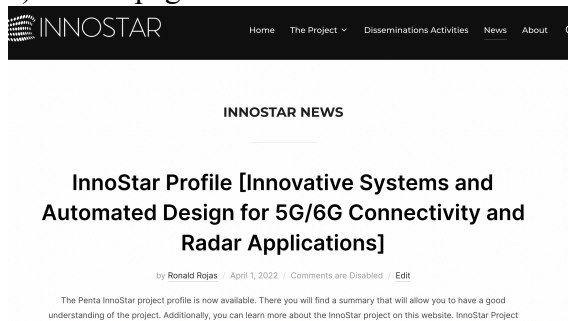 INNOSTAR
Home The Project Disseminations Activities News About
INNOSTAR NEWS
InnoStar Profile [Innovative Systems and
Automated Design for 5G/6G Connectivity and
Radar Applications]
by Ronald Rojas / April 1, 2022 / Comments are Disabled / Edit
The Penta InnoStar project profile is now available. There you will find a summary that will allow you to have a good
understanding of the project. Additionally, you can learn more about the InnoStar project on this website. InnoStar Project